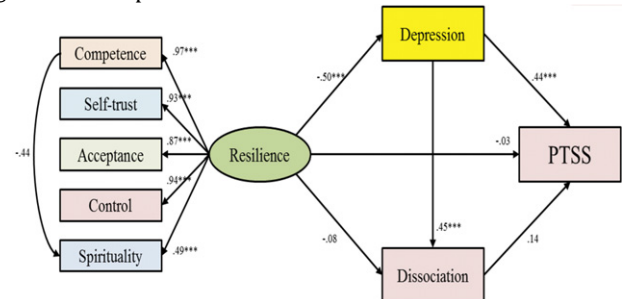 Competence
.97***
Depression
Self-trust
.93***
-.50***
.44***
-.44
Acceptance
.87***
Resilience
-.03
PTSS
Control
.94***
Spirituality
.49***
-.08
.45***
.14
Dissociation